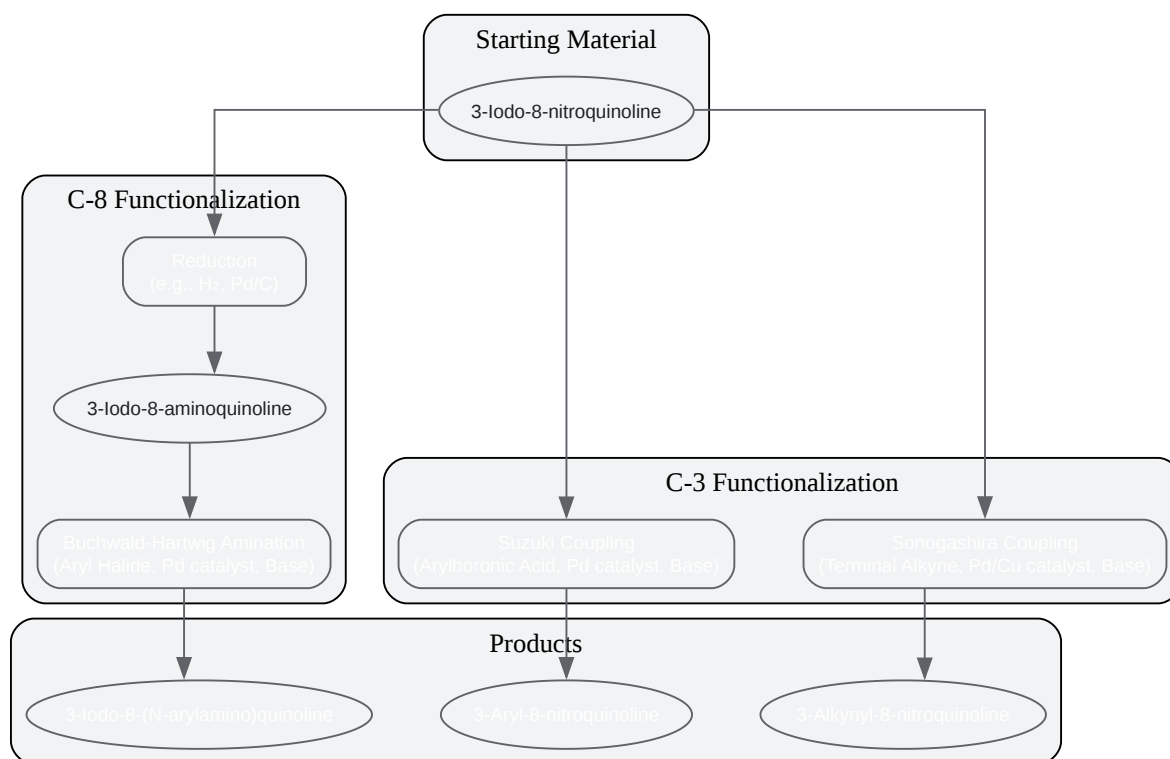 Starting Material
3-Iodo-8-nitroquinoline
C-8 Functionalization
Reduction
(e.g., H₂, Pd/C)
3-Iodo-8-aminoquinoline
C-3 Functionalization
Buchwald-Hartwig Amination
(Aryl Halide, Pd catalyst, Base)
Suzuki Coupling
(Arylboronic Acid, Pd catalyst, Base)
Sonogashira Coupling
(Terminal Alkyne, Pd/Cu catalyst, Base)
Products
3-Iodo-8-(N-arylamino)quinoline
3-Aryl-8-nitroquinoline
3-Alkynyl-8-nitroquinoline